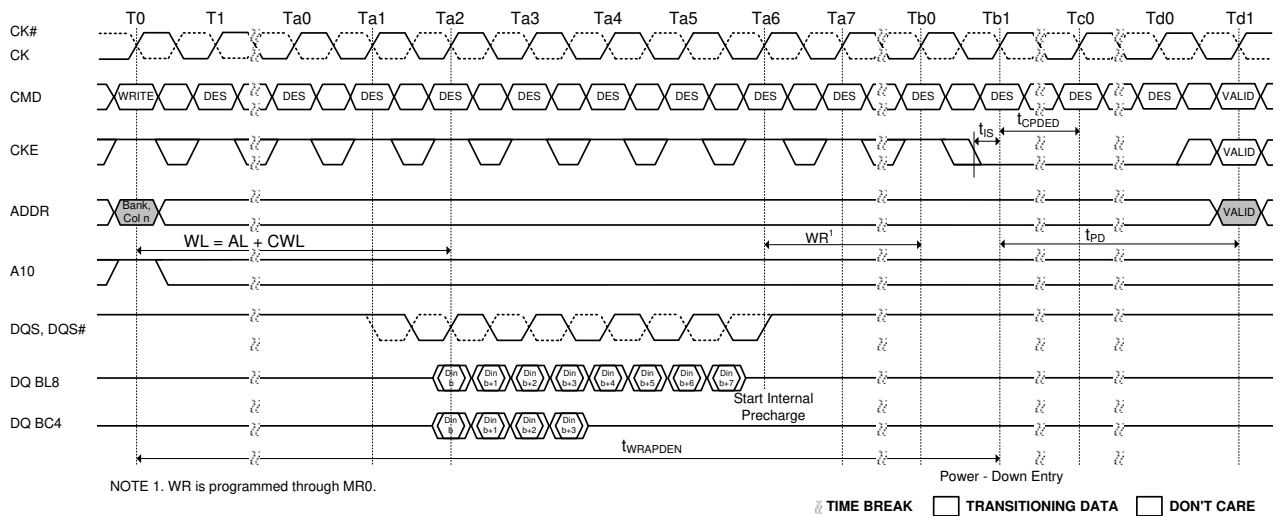 T0 T1 Ta0 Ta1 Ta2 Ta3 Ta4 Ta5 Ta6 Ta7 Tb0 Tb1 Tc0 Td0 Td1
CK#
CK
CMD WRITE DES DES DES DES DES DES DES DES DES DES DES DES DES VALID
tIS tCPDED
CKE VALID
ADDR Bank, Col n VALID
WL = AL + CWL WR1 tPD
A10
DQS, DQS#
DQ BL8 Din b Din b+1 Din b+2 Din b+3 Din b+4 Din b+5 Din b+6 Din b+7
Start Internal
Precharge
DQ BC4 Din b Din b+1 Din b+2 Din b+3
tWRAPDEN
Power - Down Entry
NOTE 1. WR is programmed through MR0.
TIME BREAK TRANSITIONING DATA DON'T CARE